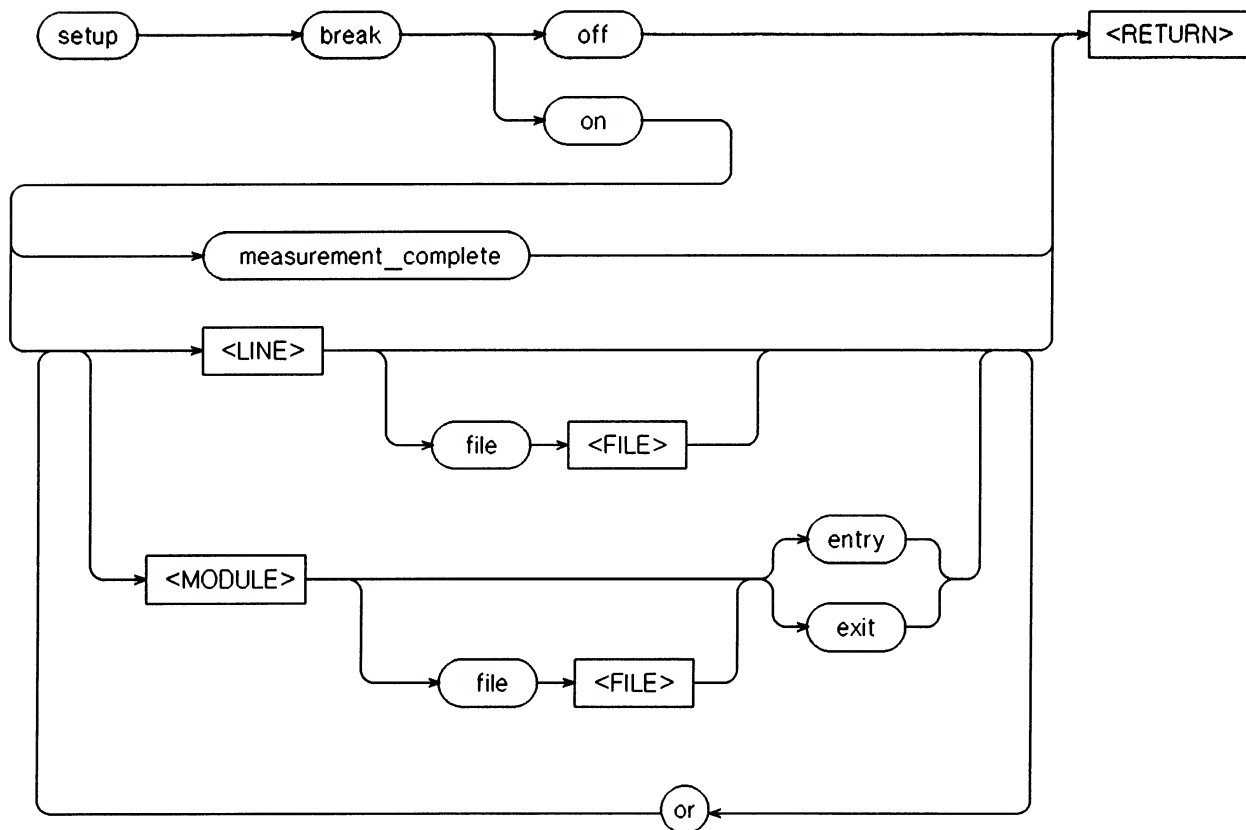 setup break off <RETURN>
on
measurement_complete
<LINE>
file <FILE>
entry
<MODULE>
exit
file <FILE>
or